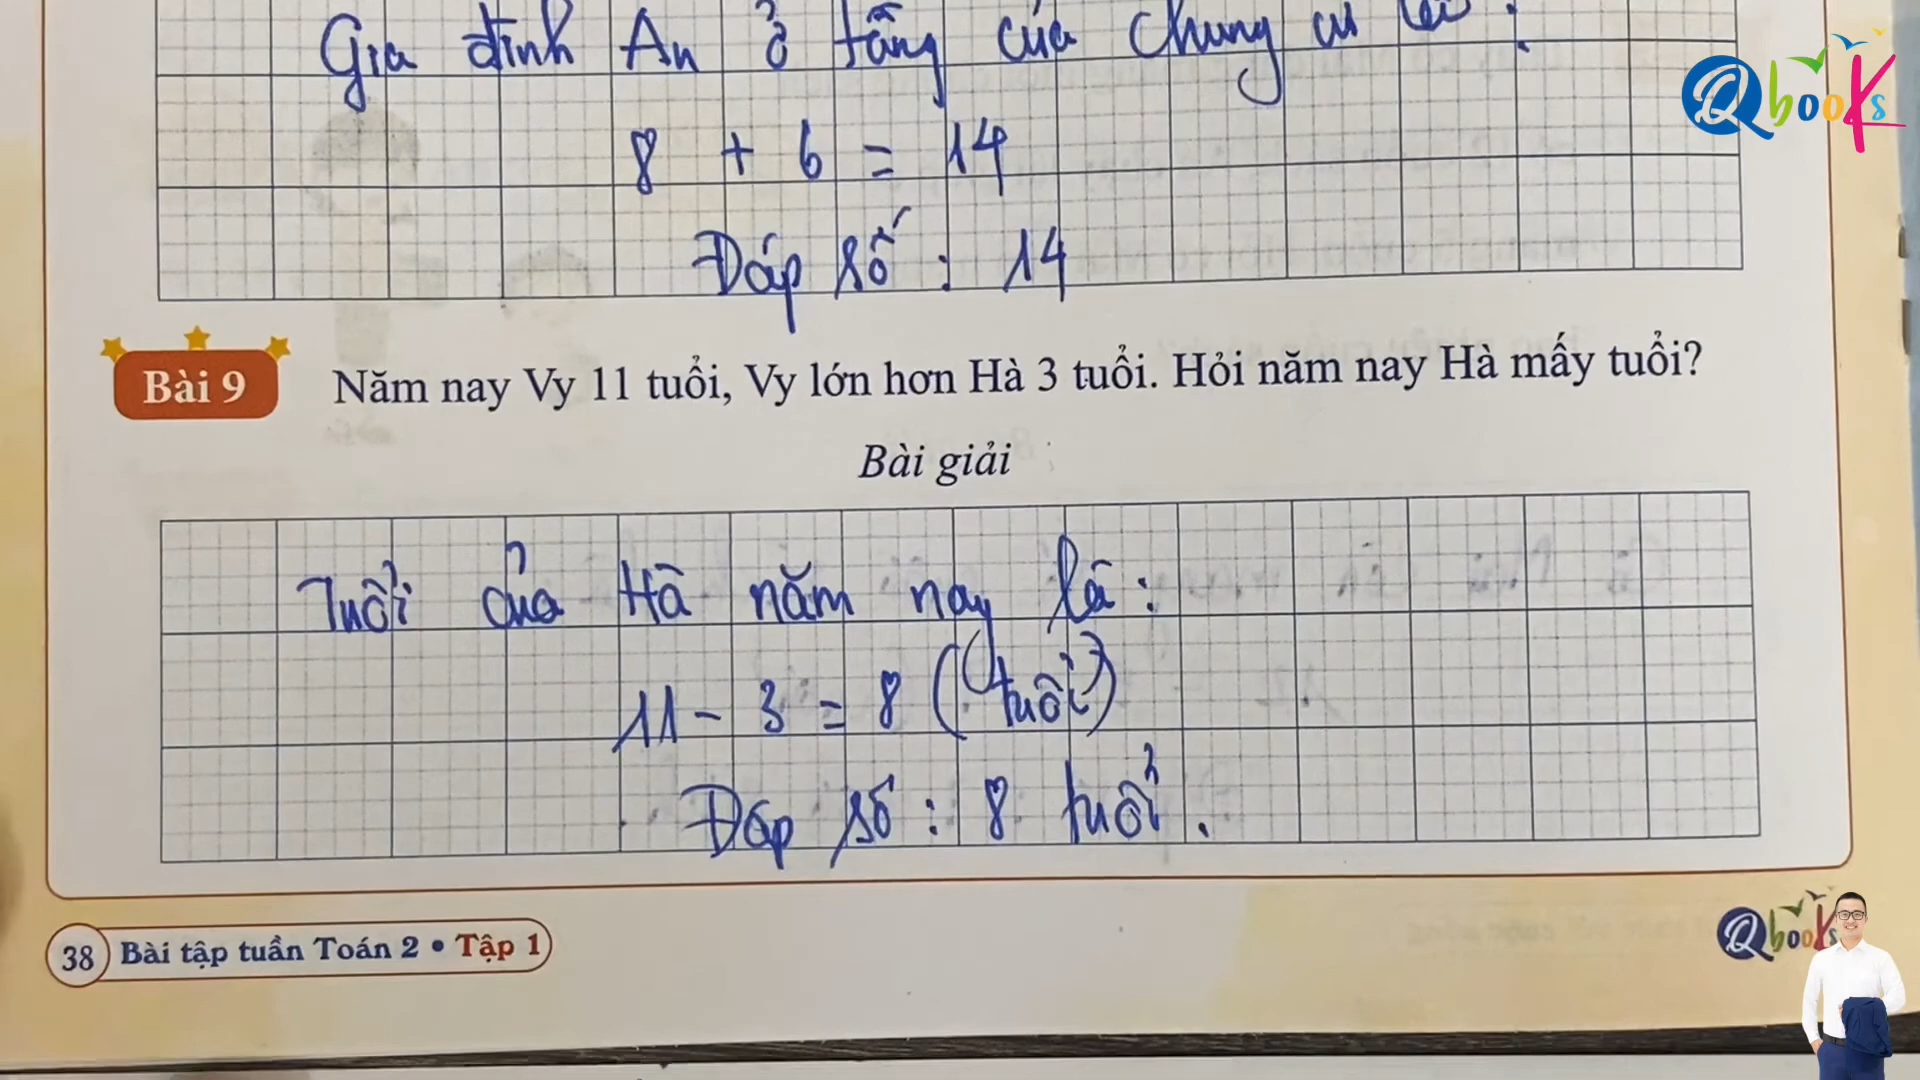 Gia đình An ở tầng của chung cư là :
Qbooks
8 + 6 = 14
Đáp số : 14
Bài 9 Năm nay Vy 11 tuổi, Vy lớn hơn Hà 3 tuổi. Hỏi năm nay Hà mấy tuổi?
Bài giải
Tuổi của Hà năm nay là :
11 - 3 = 8 (tuổi)
Đáp số : 8 tuổi.
38 Bài tập tuần Toán 2 • Tập 1
Qbooks